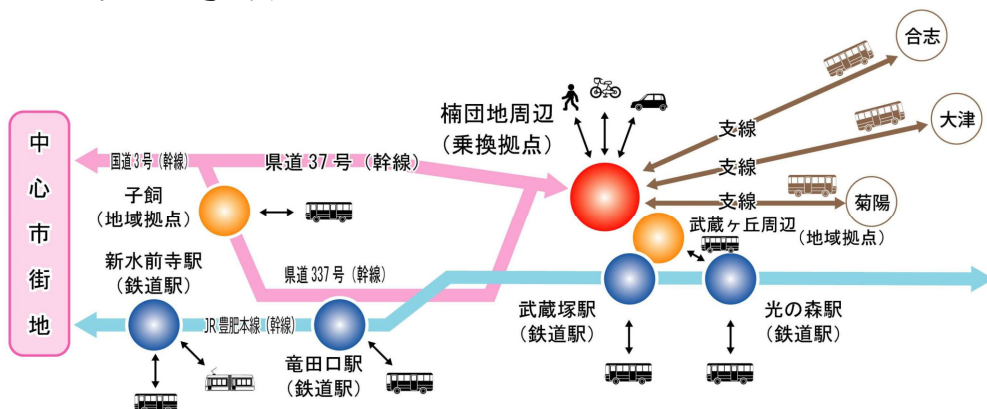 中心市街地
国道3号（幹線）
県道37号（幹線）
子飼
（地域拠点）
県道337号（幹線）
新水前寺駅
（鉄道駅）
JR豊肥本線（幹線）
竜田口駅
（鉄道駅）
楠団地周辺
（乗換拠点）
支線
合志
支線
大津
支線
菊陽
武蔵ヶ丘周辺
（地域拠点）
武蔵塚駅
（鉄道駅）
光の森駅
（鉄道駅）